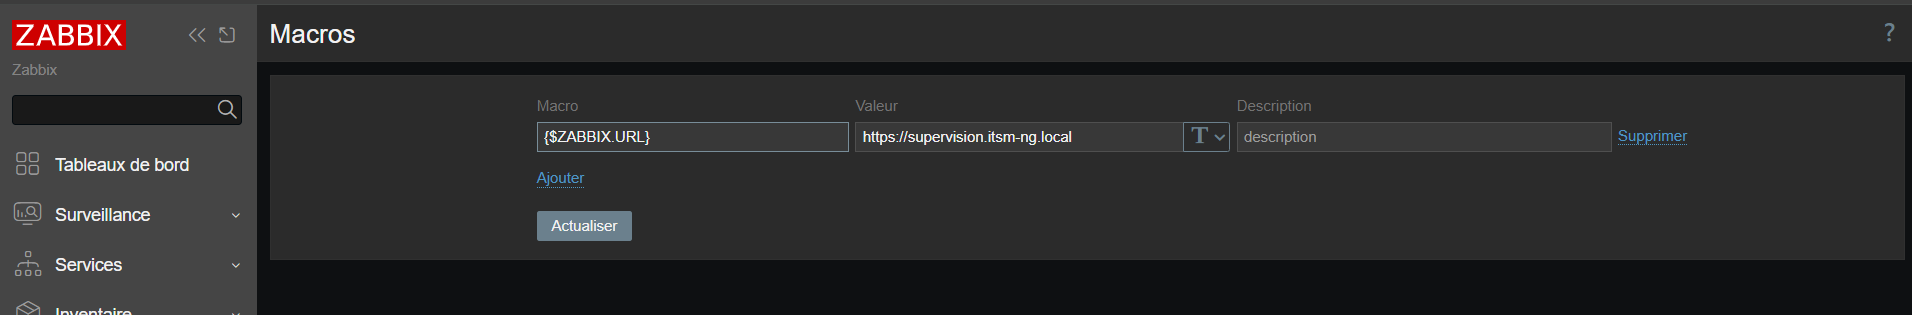 ZABBIX
Zabbix
Tableaux de bord
Surveillance
Services
Inventaire
Macros
?
Macro Valeur Description
{$ZABBIX.URL} https://supervision.itsm-ng.local T description Supprimer
Ajouter
Actualiser